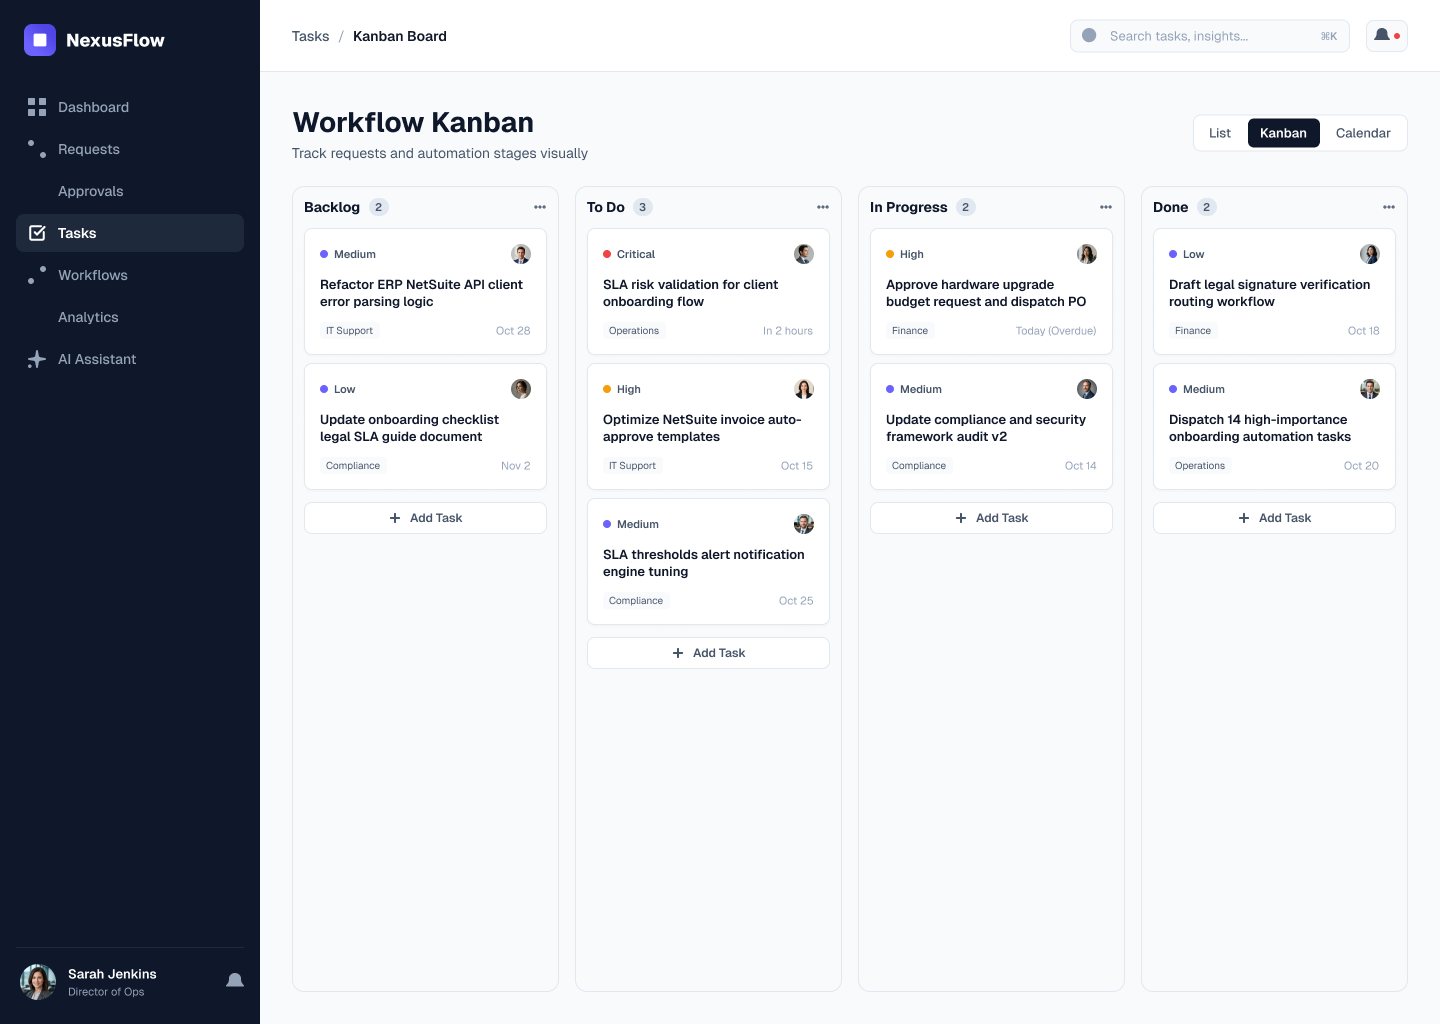 NexusFlow
Dashboard
Requests
Approvals
Tasks
Workflows
Analytics
AI Assistant
Sarah Jenkins
Director of Ops
Tasks / Kanban Board
Search tasks, insights... ⌘K
Workflow Kanban
Track requests and automation stages visually
List Kanban Calendar
Backlog 2
Medium
Refactor ERP NetSuite API client
error parsing logic
IT Support Oct 28
Low
Update onboarding checklist
legal SLA guide document
Compliance Nov 2
+ Add Task
To Do 3
Critical
SLA risk validation for client
onboarding flow
Operations In 2 hours
High
Optimize NetSuite invoice auto-
approve templates
IT Support Oct 15
Medium
SLA thresholds alert notification
engine tuning
Compliance Oct 25
+ Add Task
In Progress 2
High
Approve hardware upgrade
budget request and dispatch PO
Finance Today (Overdue)
Medium
Update compliance and security
framework audit v2
Compliance Oct 14
+ Add Task
Done 2
Low
Draft legal signature verification
routing workflow
Finance Oct 18
Medium
Dispatch 14 high-importance
onboarding automation tasks
Operations Oct 20
+ Add Task